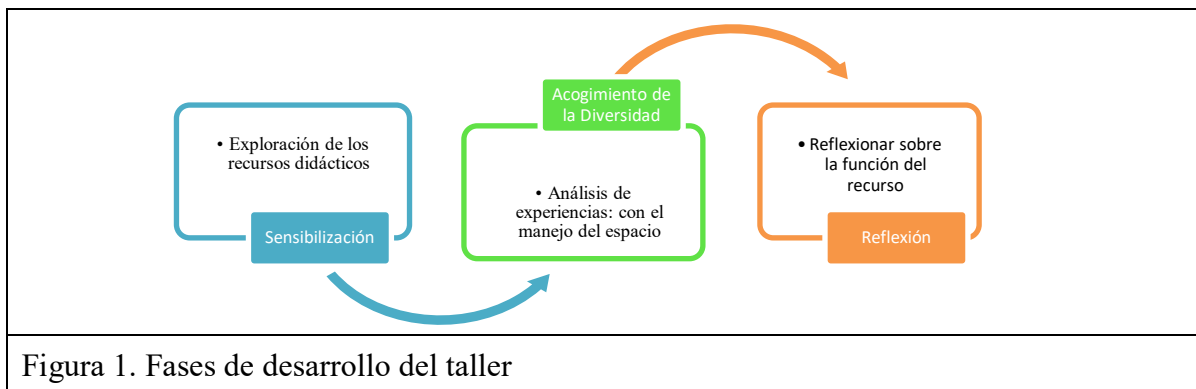 • Exploración de los
recursos didácticos
Sensibilización
Acogimiento de
la Diversidad
• Análisis de
experiencias: con el
manejo del espacio
• Reflexionar sobre
la función del
recurso
Reflexión
Figura 1. Fases de desarrollo del taller